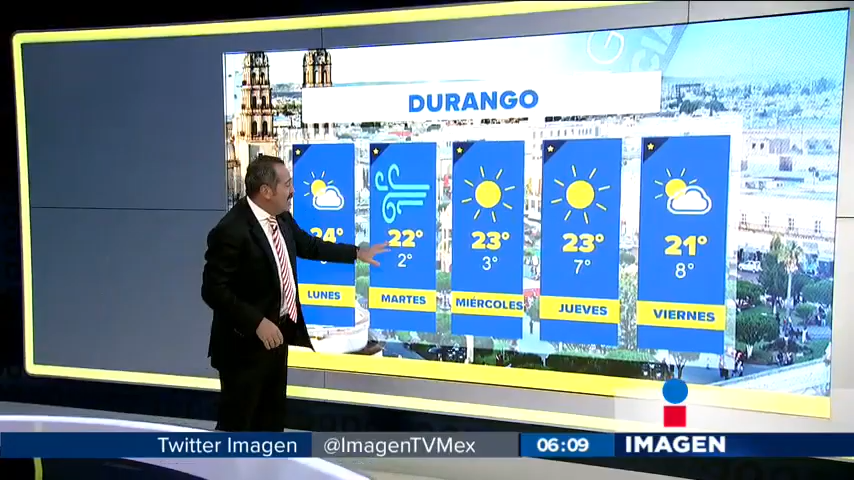 DURANGO
24°
22°
23°
23°
21°
2°
3°
7°
8°
LUNES
MARTES
MIÉRCOLES
JUEVES
VIERNES
Twitter Imagen
@ImagenTVMex
06:09
IMAGEN